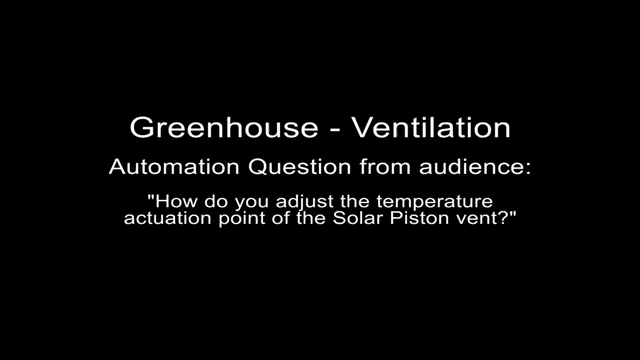 Greenhouse - Ventilation
Automation Question from audience:
"How do you adjust the temperature
actuation point of the Solar Piston vent?"